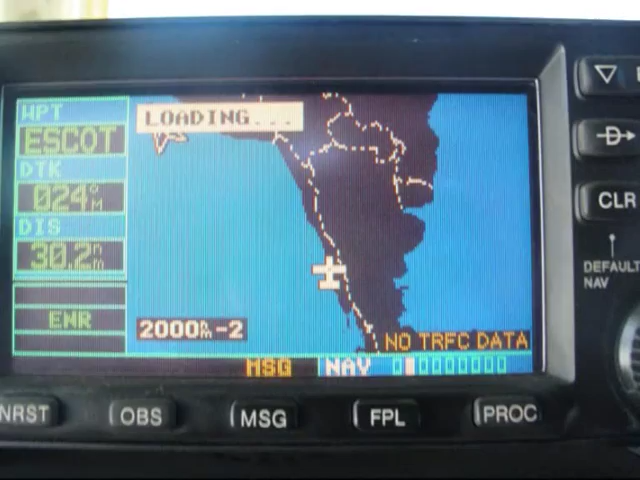 WPT
LOADING...
ESCOT
DTK
024°M
DIS
30.2nm
ENR
2000nm-2
NO TRFC DATA
MSG
NAV
NRST
OBS
MSG
FPL
PROC
D
CLR
DEFAULT
NAV